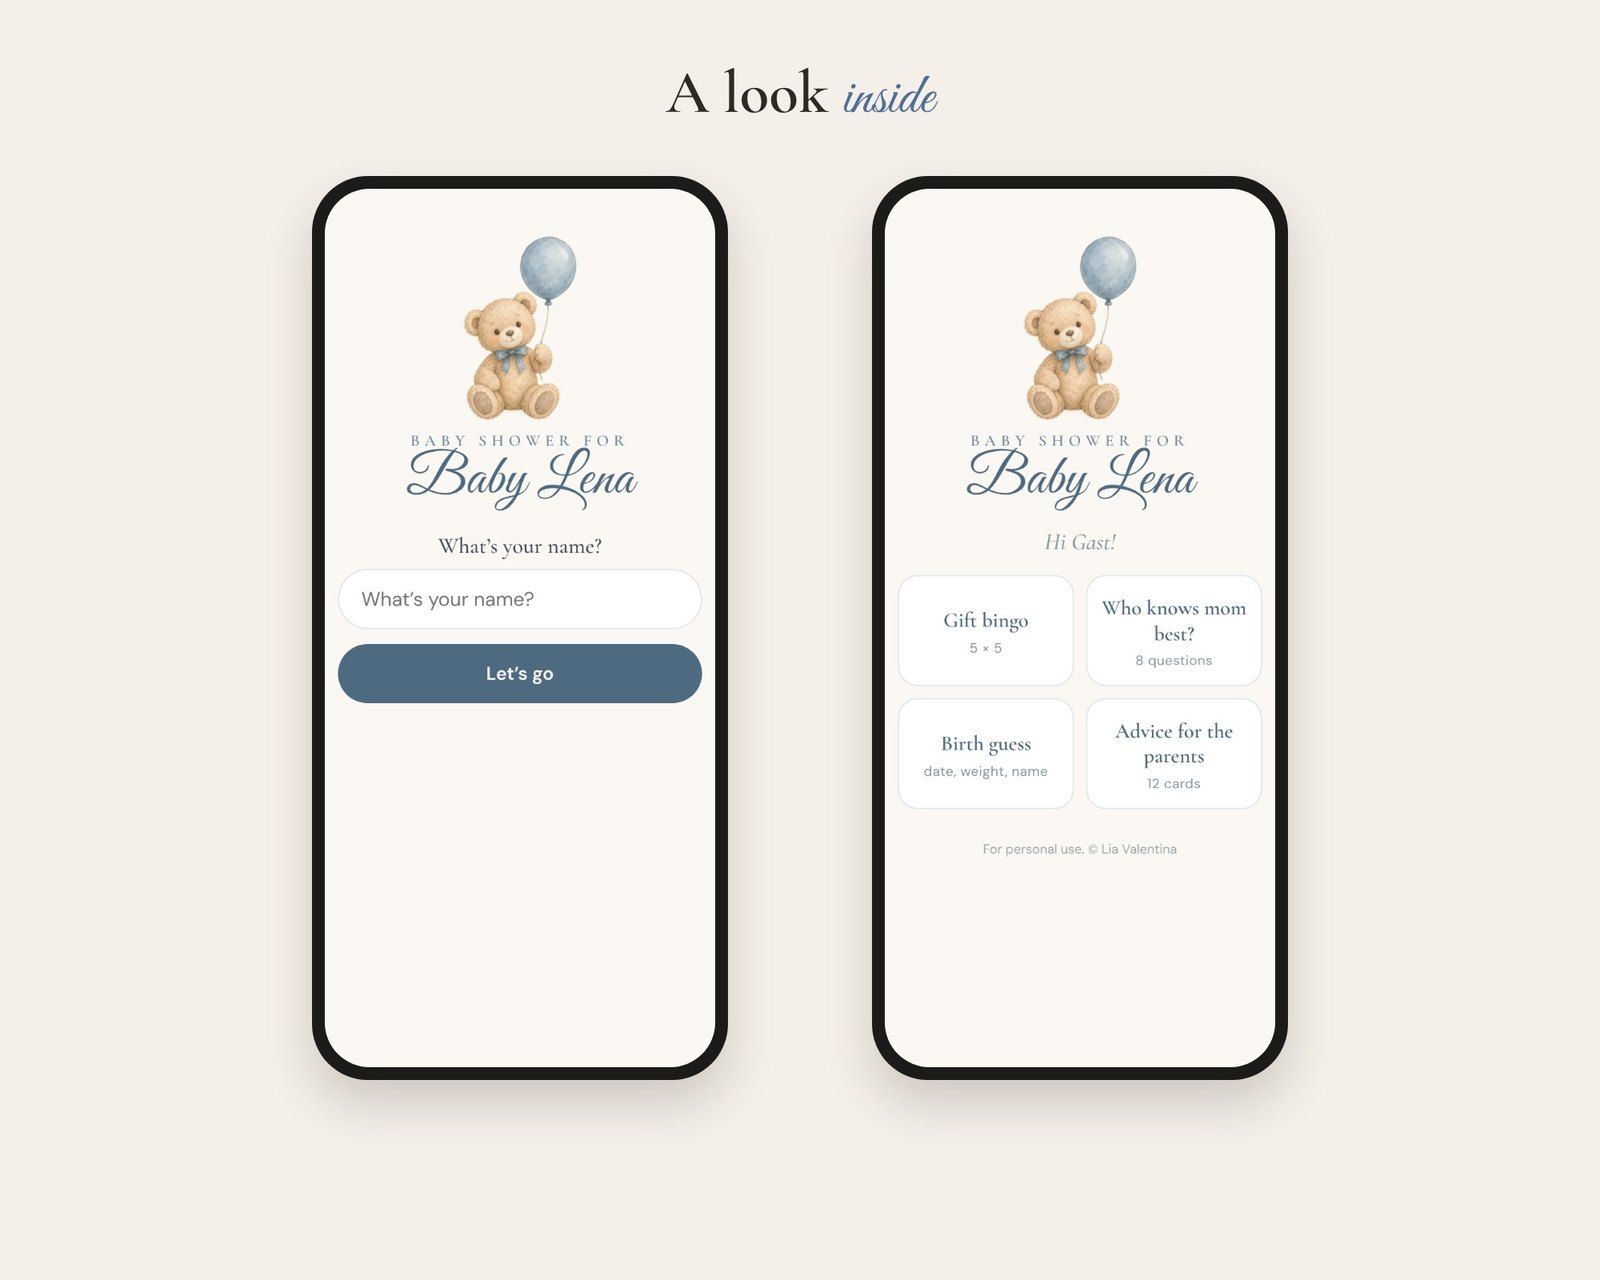 A look inside
BABY SHOWER FOR
Baby Lena
What’s your name?
What’s your name?
Let’s go
BABY SHOWER FOR
Baby Lena
Hi Gast!
Gift bingo
5 × 5
Who knows mom
best?
8 questions
Birth guess
date, weight, name
Advice for the
parents
12 cards
For personal use. © Lia Valentina